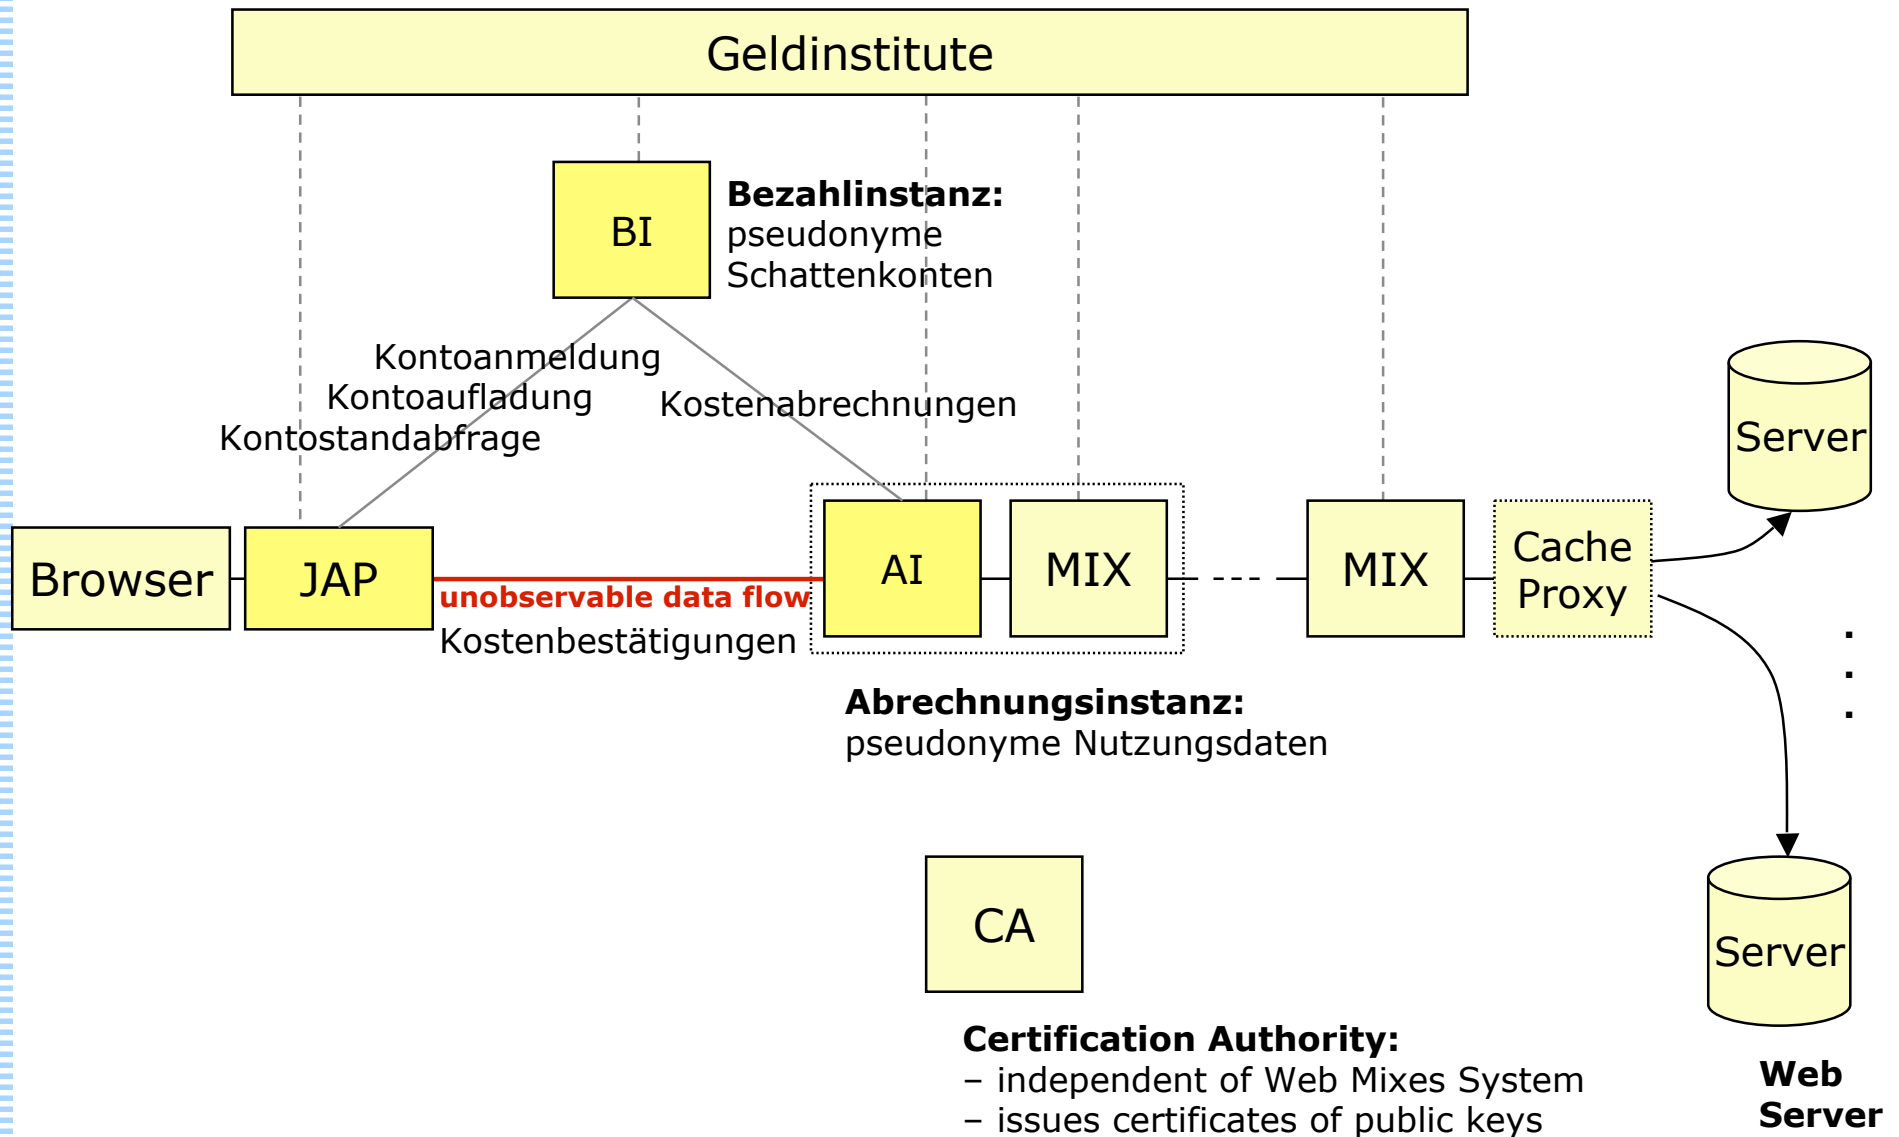 Geldinstitute
BI
Bezahlinstanz:
pseudonyme
Schattenkonten
Kontoanmeldung
Kontoaufladung
Kontostandabfrage
Kostenabrechnungen
Server
Browser
JAP
unobservable data flow
Kostenbestätigungen
AI
MIX
MIX
Cache
Proxy
Abrechnungsinstanz:
pseudonyme Nutzungsdaten
CA
Server
Certification Authority:
– independent of Web Mixes System
– issues certificates of public keys
Web
Server